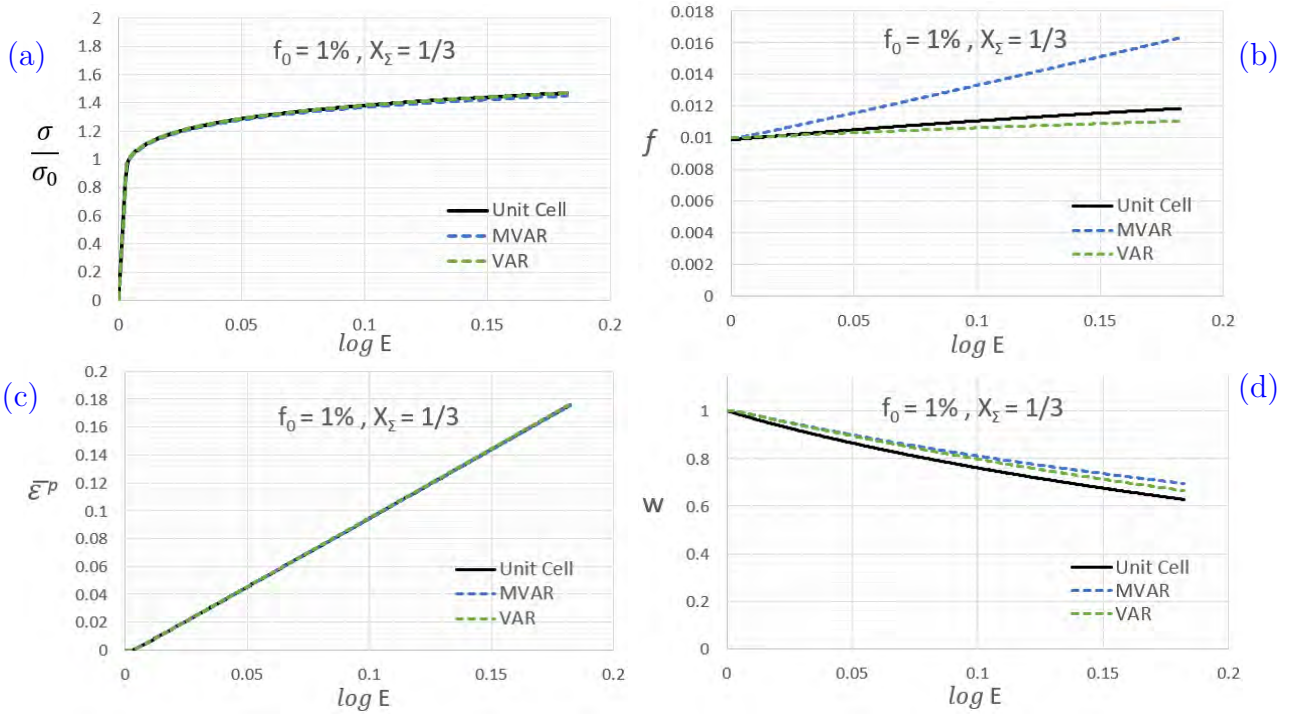 (a)
2
1.8
1.6
1.4
1.2
1
0.8
0.6
0.4
0.2
0
σ
σ₀
f₀ = 1% , X_Σ = 1/3
Unit Cell
MVAR
VAR
0 0.05 0.1 0.15 0.2
log E
(b)
0.018
0.016
0.014
0.012
0.01
0.008
0.006
0.004
0.002
0
f
f₀ = 1% , X_Σ = 1/3
Unit Cell
MVAR
VAR
0 0.05 0.1 0.15 0.2
log E
(c)
0.2
0.18
0.16
0.14
0.12
0.1
0.08
0.06
0.04
0.02
0
ε̄ᵖ
f₀ = 1% , X_Σ = 1/3
Unit Cell
MVAR
VAR
0 0.05 0.1 0.15 0.2
log E
(d)
1
0.8
0.6
0.4
0.2
0
w
f₀ = 1% , X_Σ = 1/3
Unit Cell
MVAR
VAR
0 0.05 0.1 0.15 0.2
log E